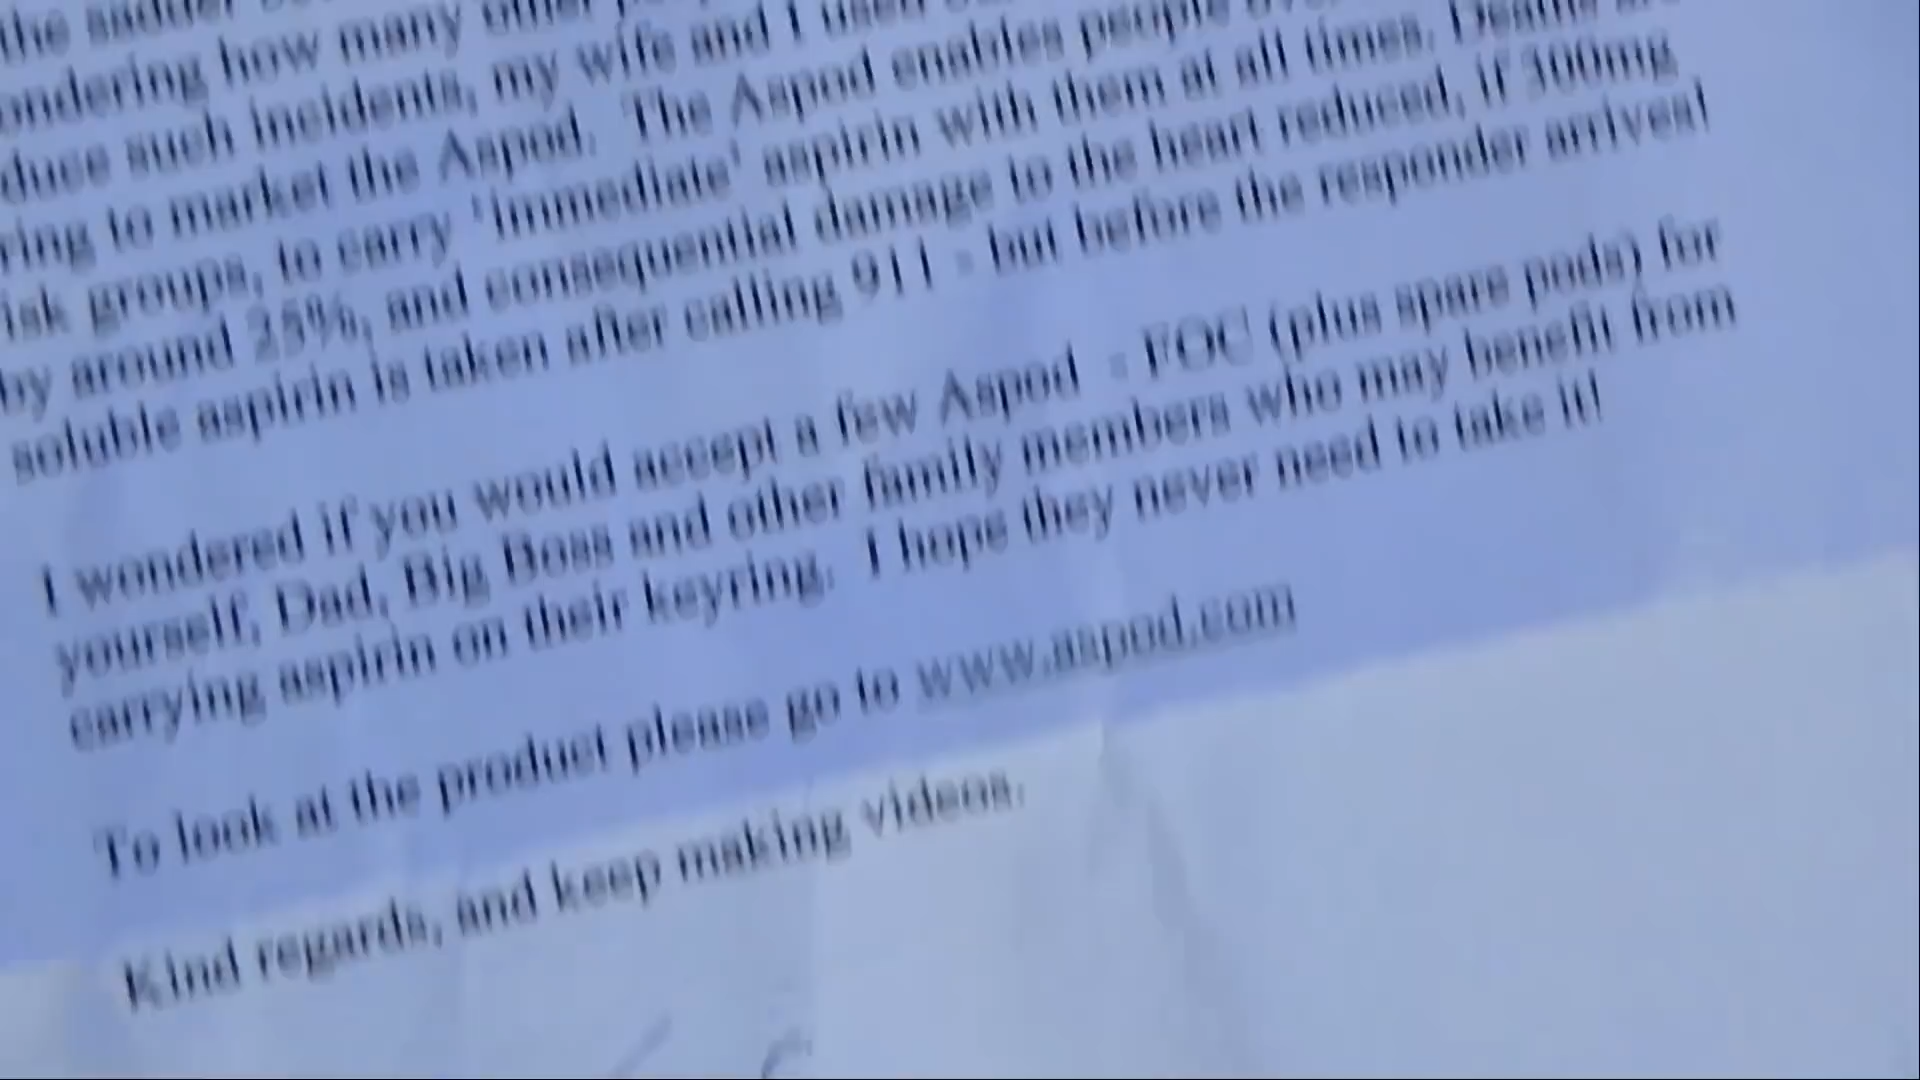 the sudden
ondering how many other
duce such incidents, my wife and I used
ring to market the Aspod. The Aspod enables people over
isk groups, to carry 'immediate' aspirin with them at all times. Deaths are
by around 25%, and consequential damage to the heart reduced, if 300mg
soluble aspirin is taken after calling 911 - but before the responder arrives!
I wondered if you would accept a few Aspod - FOC (plus spare pods) for
yourself, Dad, Big Boss and other family members who may benefit from
carrying aspirin on their keyring. I hope they never need to take it!
To look at the product please go to www.aspod.com
Kind regards, and keep making videos.